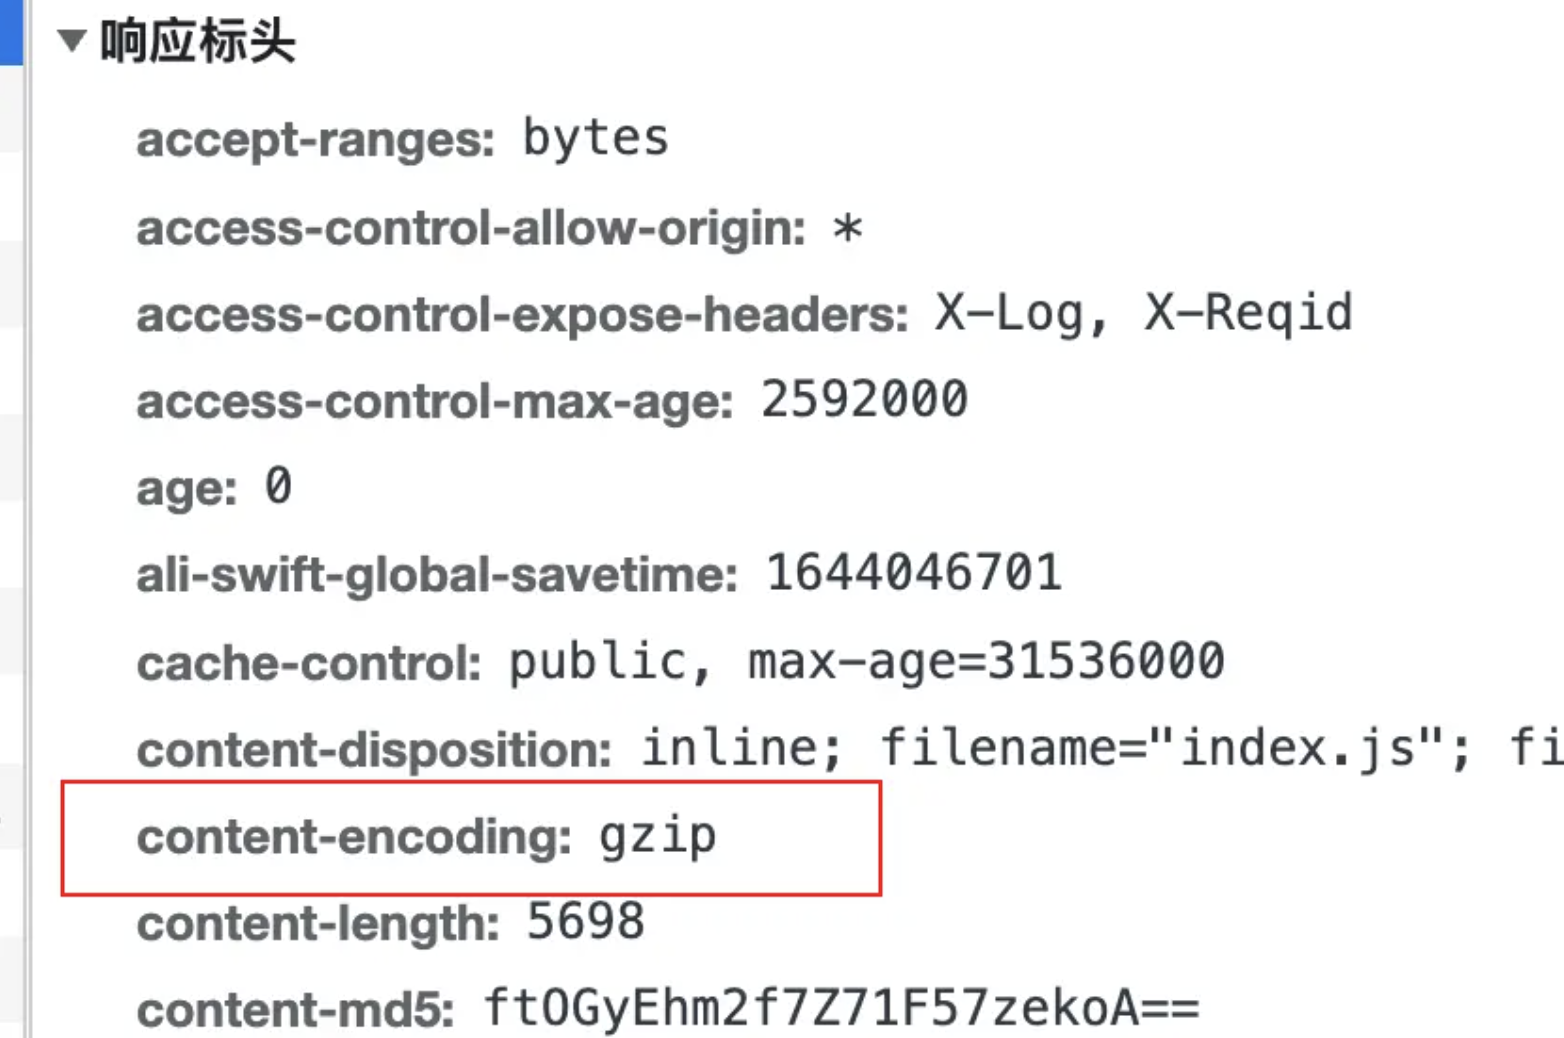 响应标头
accept-ranges: bytes
access-control-allow-origin: *
access-control-expose-headers: X-Log, X-Reqid
access-control-max-age: 2592000
age: 0
ali-swift-global-savetime: 1644046701
cache-control: public, max-age=31536000
content-disposition: inline; filename="index.js"; fi
content-encoding: gzip
content-length: 5698
content-md5: ftOGyEhm2f7Z71F57zekoA==